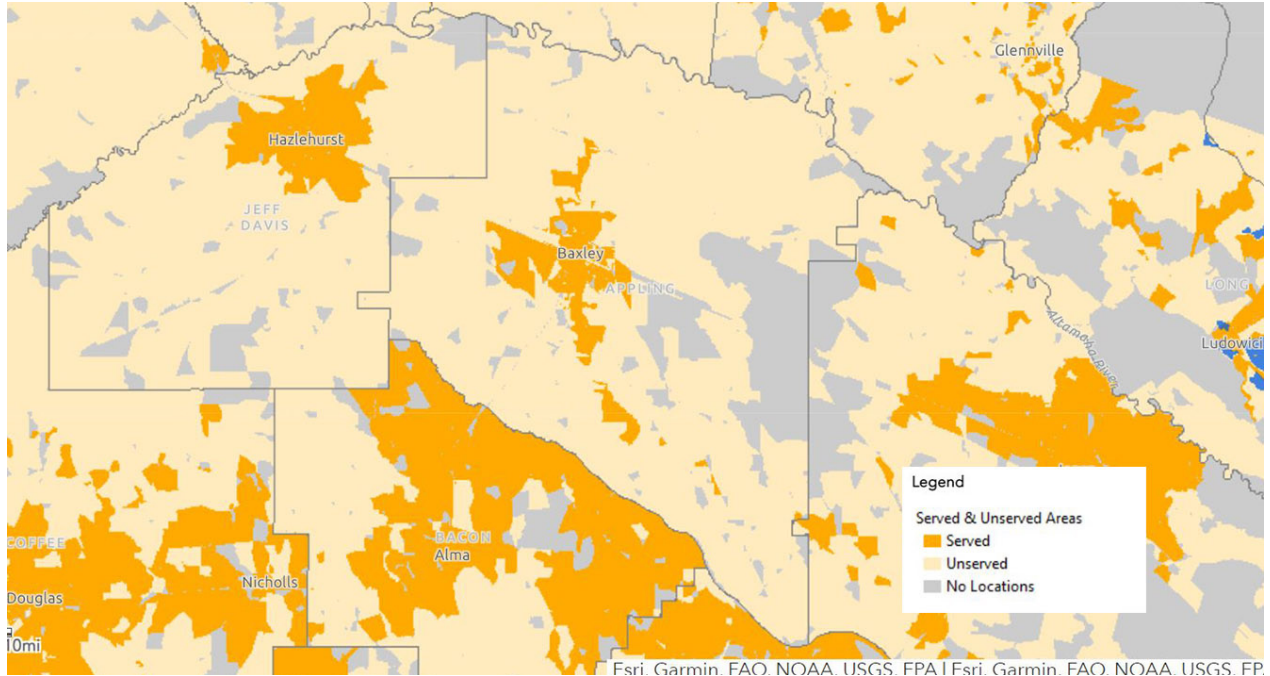 Glennville
Hazlehurst
JEFF
DAVIS
Baxley
APPLING
LONG
Altamaha River
Ludowici
Legend
Served & Unserved Areas
Served
Unserved
No Locations
BACON
Alma
COFFEE
Nicholls
Douglas
10mi
Esri, Garmin, FAO, NOAA, USGS, EPA | Esri, Garmin, FAO, NOAA, USGS, EPA